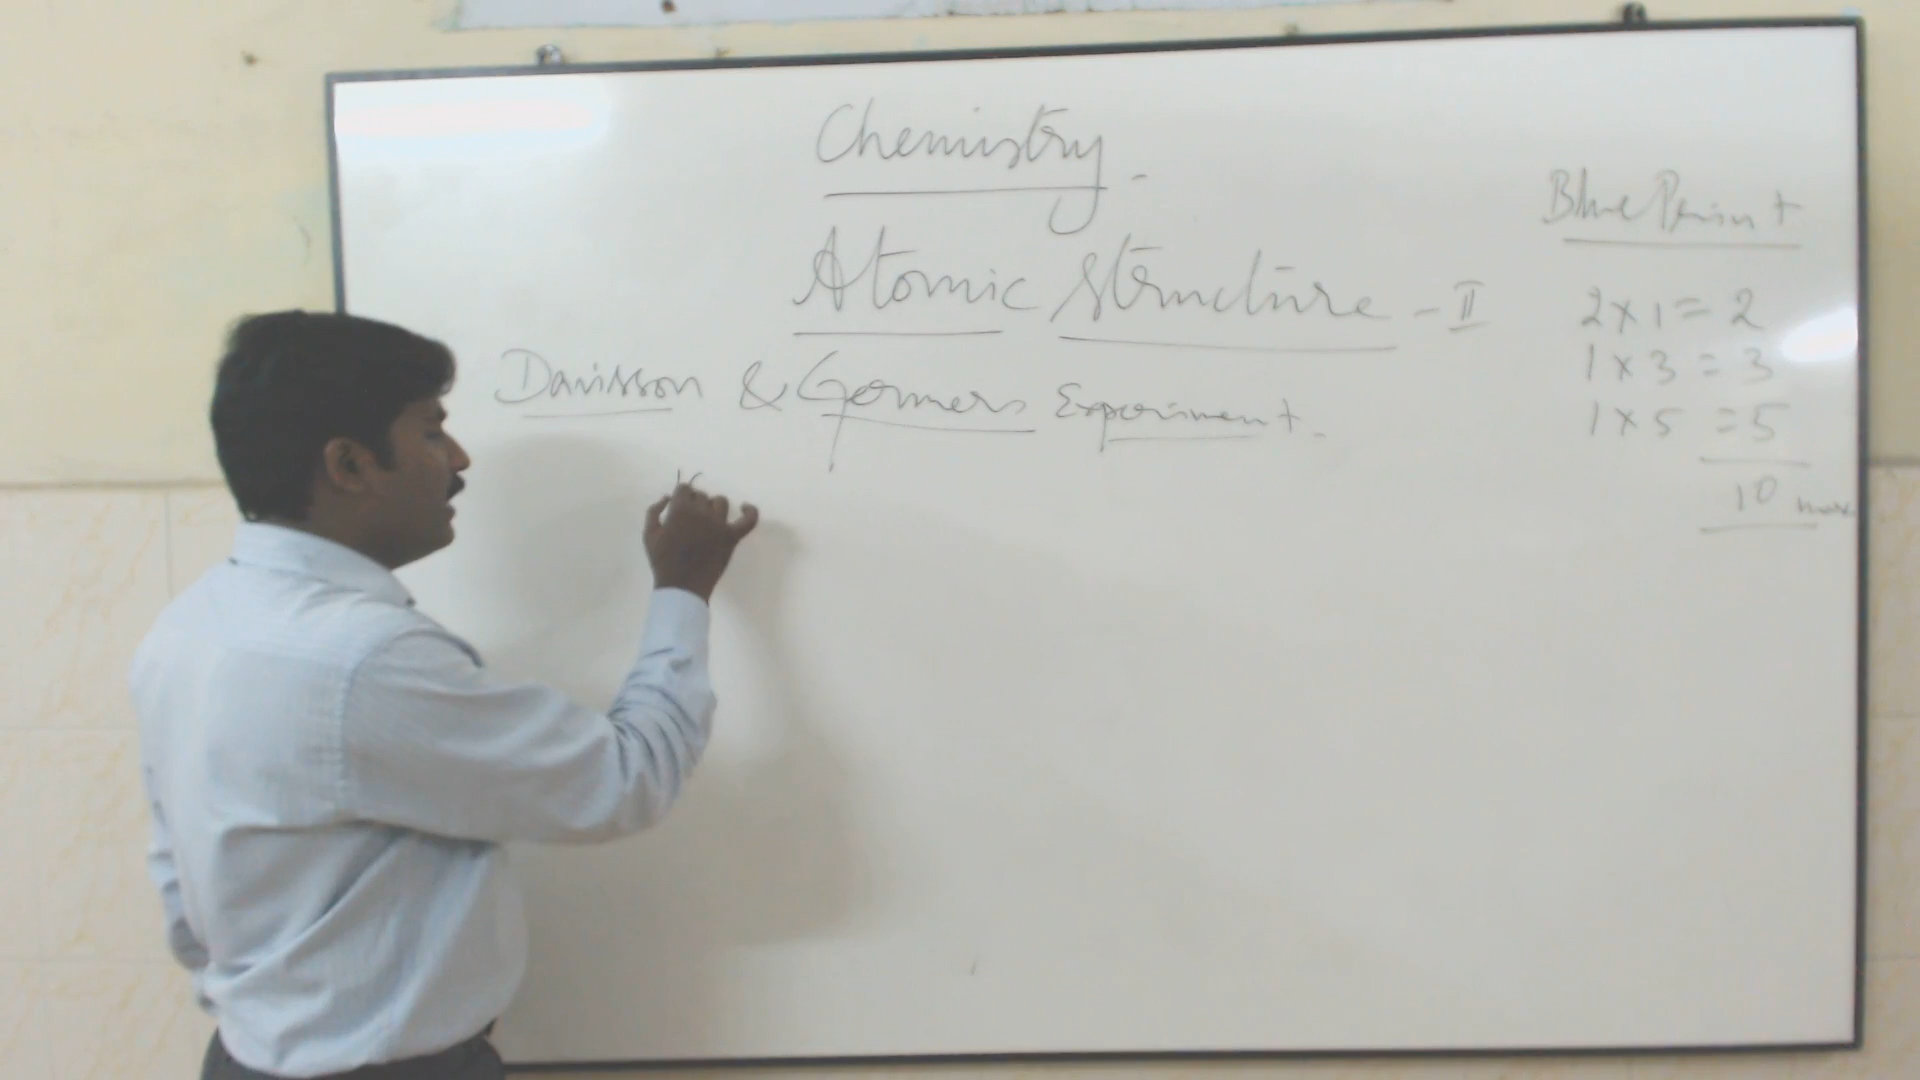 Chemistry.
Atomic Structure - II
Davisson & Germers Experiment.
Blue Print
2 x 1 = 2
1 x 3 = 3
1 x 5 = 5
10